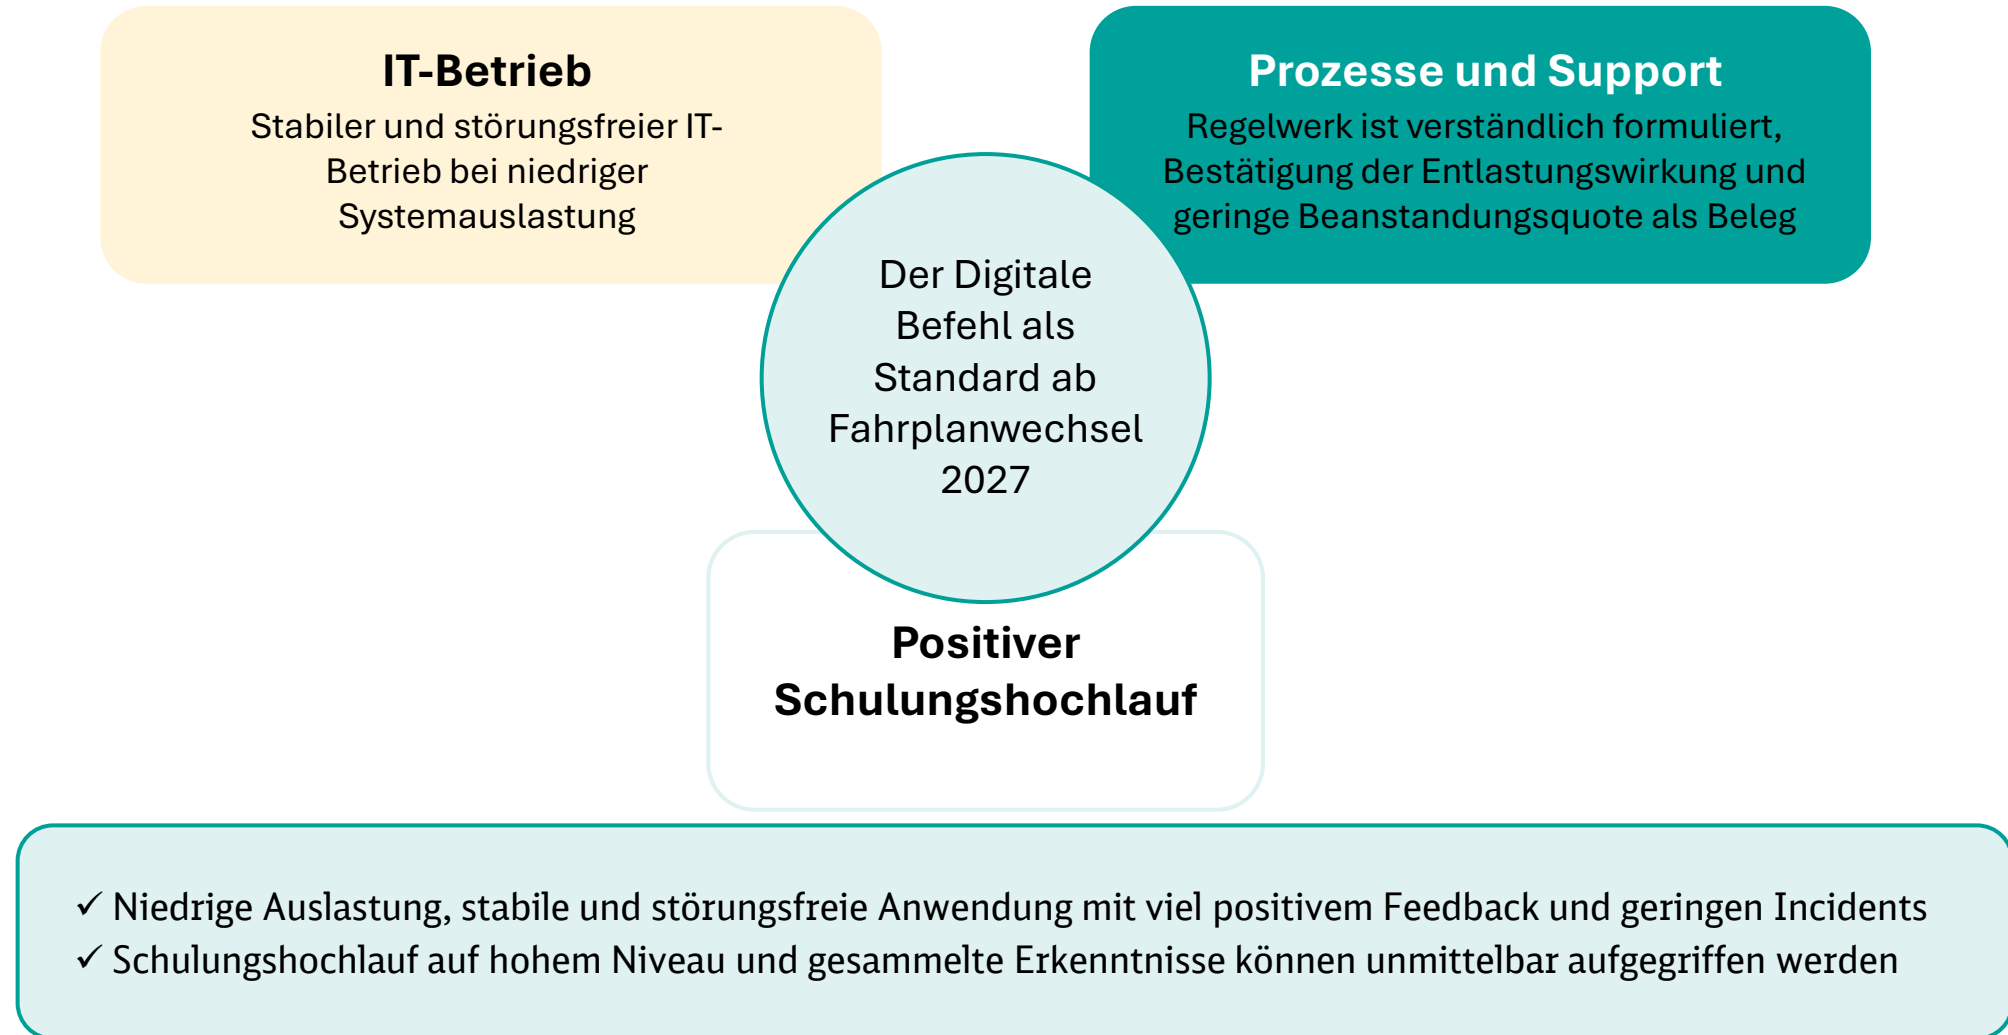 IT-Betrieb
Stabiler und störungsfreier IT-
Betrieb bei niedriger
Systemauslastung
Prozesse und Support
Regelwerk ist verständlich formuliert,
Bestätigung der Entlastungswirkung und
geringe Beanstandungsquote als Beleg
Der Digitale
Befehl als
Standard ab
Fahrplanwechsel
2027
Positiver
Schulungshochlauf
✓ Niedrige Auslastung, stabile und störungsfreie Anwendung mit viel positivem Feedback und geringen Incidents
✓ Schulungshochlauf auf hohem Niveau und gesammelte Erkenntnisse können unmittelbar aufgegriffen werden